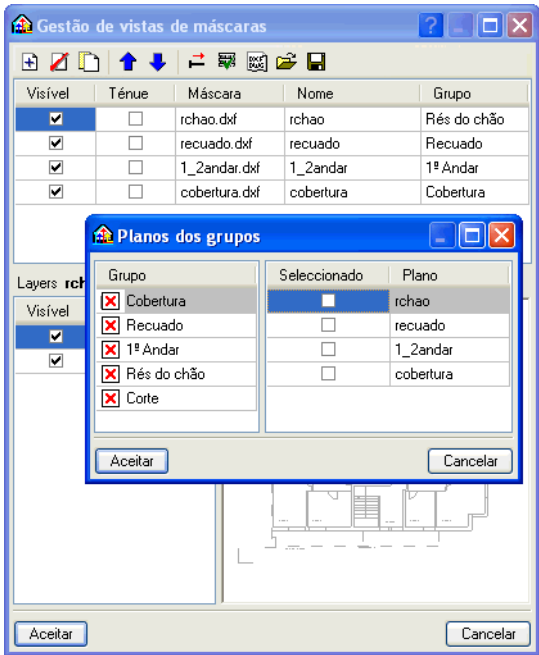 Gestão de vistas de máscaras
Visível Ténue Máscara Nome Grupo
rchao.dxf rchao Rés do chão
recuado.dxf recuado Recuado
1_2andar.dxf 1_2andar 1º Andar
cobertura.dxf cobertura Cobertura
Planos dos grupos
Grupo
Cobertura
Recuado
1º Andar
Rés do chão
Corte
Seleccionado Plano
rchao
recuado
1_2andar
cobertura
Aceitar Cancelar
Layers
Visível
Aceitar Cancelar